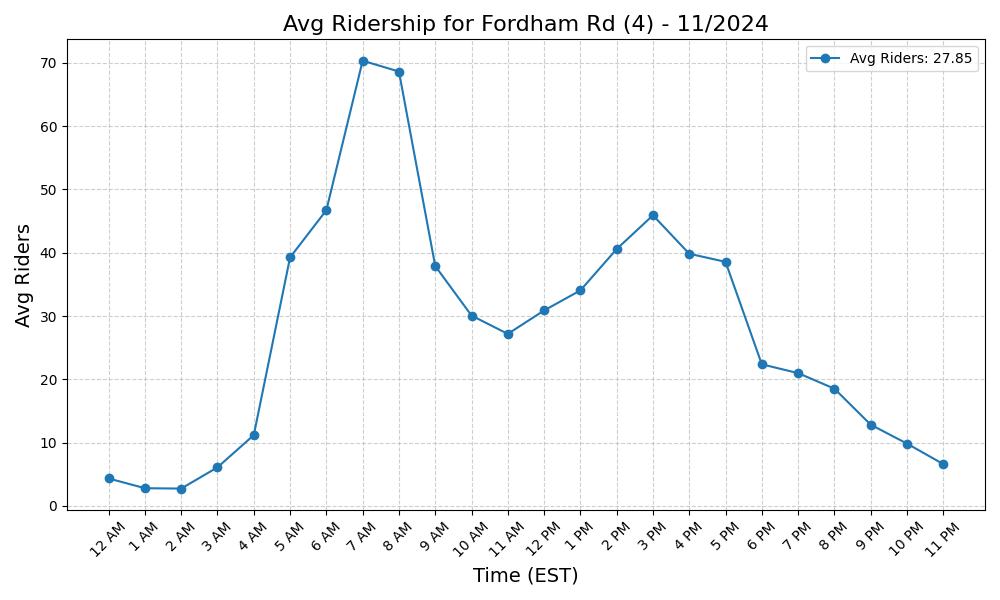 Avg Ridership for Fordham Rd (4) - 11/2024
Avg Riders: 27.85
Avg Riders
70
60
50
40
30
20
10
0
12 AM
1 AM
2 AM
3 AM
4 AM
5 AM
6 AM
7 AM
8 AM
9 AM
10 AM
11 AM
12 PM
1 PM
2 PM
3 PM
4 PM
5 PM
6 PM
7 PM
8 PM
9 PM
10 PM
11 PM
Time (EST)